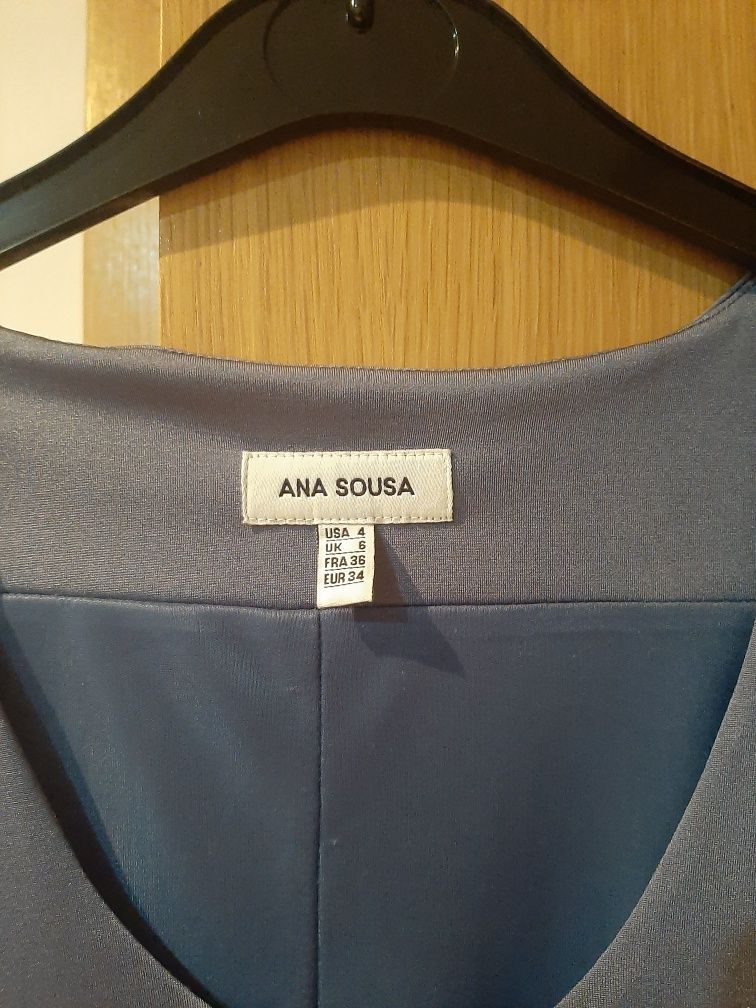 ANA SOUSA
USA 4
UK 6
FRA 36
EUR 34